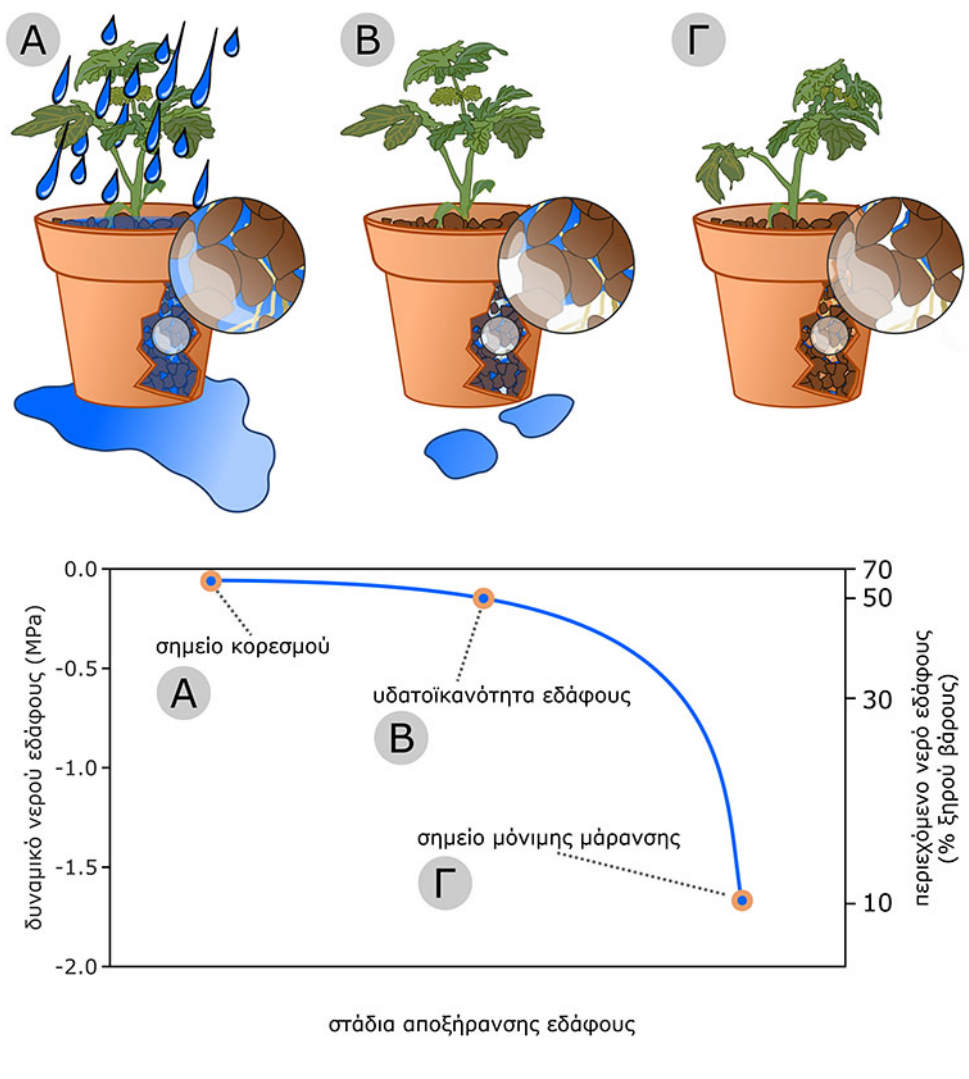 Α
Β
Γ
0.0
-0.5
-1.0
-1.5
-2.0
δυναμικό νερού εδάφους (MPa)
σημείο κορεσμού
Α
υδατοϊκανότητα εδάφους
Β
σημείο μόνιμης μάρανσης
Γ
70
50
30
10
περιεχόμενο νερό εδάφους
(% ξηρού βάρους)
στάδια αποξήρανσης εδάφους